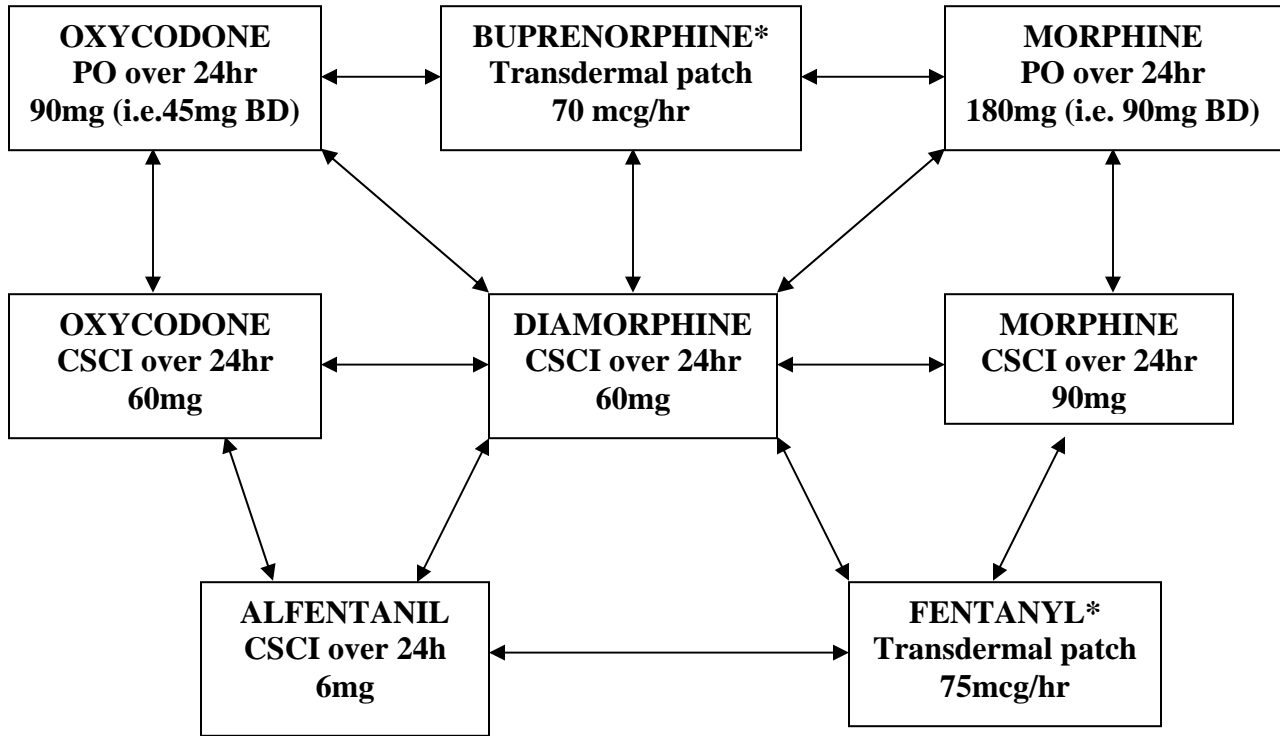 OXYCODONE
PO over 24hr
90mg (i.e.45mg BD)
BUPRENORPHINE*
Transdermal patch
70 mcg/hr
MORPHINE
PO over 24hr
180mg (i.e. 90mg BD)
OXYCODONE
CSCI over 24hr
60mg
DIAMORPHINE
CSCI over 24hr
60mg
MORPHINE
CSCI over 24hr
90mg
ALFENTANIL
CSCI over 24h
6mg
FENTANYL*
Transdermal patch
75mcg/hr